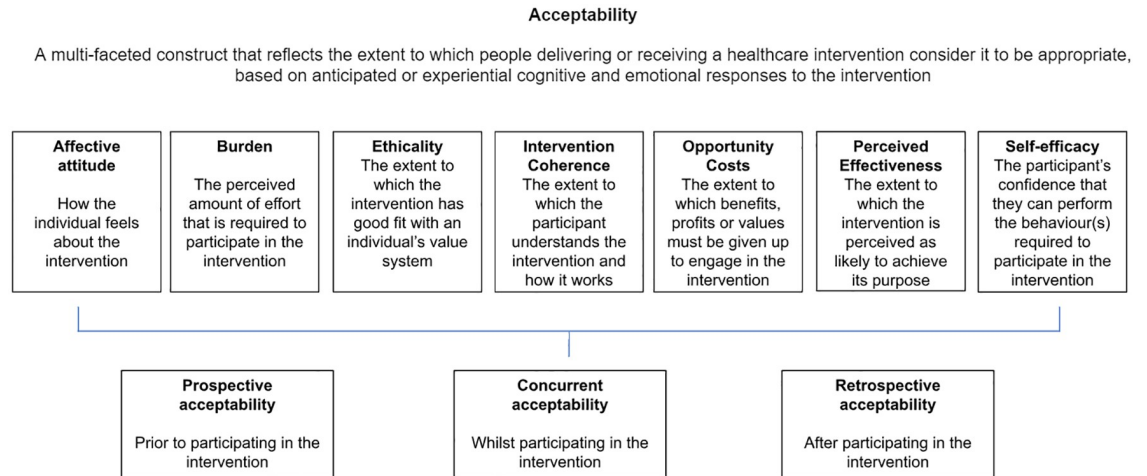 Acceptability
A multi-faceted construct that reflects the extent to which people delivering or receiving a healthcare intervention consider it to be appropriate,
based on anticipated or experiential cognitive and emotional responses to the intervention
Affective
attitude
How the
individual feels
about the
intervention
Burden
The perceived
amount of effort
that is required to
participate in the
intervention
Ethicality
The extent to
which the
intervention has
good fit with an
individual's value
system
Intervention
Coherence
The extent to
which the
participant
understands the
intervention and
how it works
Opportunity
Costs
The extent to
which benefits,
profits or values
must be given up
to engage in the
intervention
Perceived
Effectiveness
The extent to
which the
intervention is
perceived as
likely to achieve
its purpose
Self-efficacy
The participant's
confidence that
they can perform
the behaviour(s)
required to
participate in the
intervention
Prospective
acceptability
Prior to participating in the
intervention
Concurrent
acceptability
Whilst participating in the
intervention
Retrospective
acceptability
After participating in the
intervention